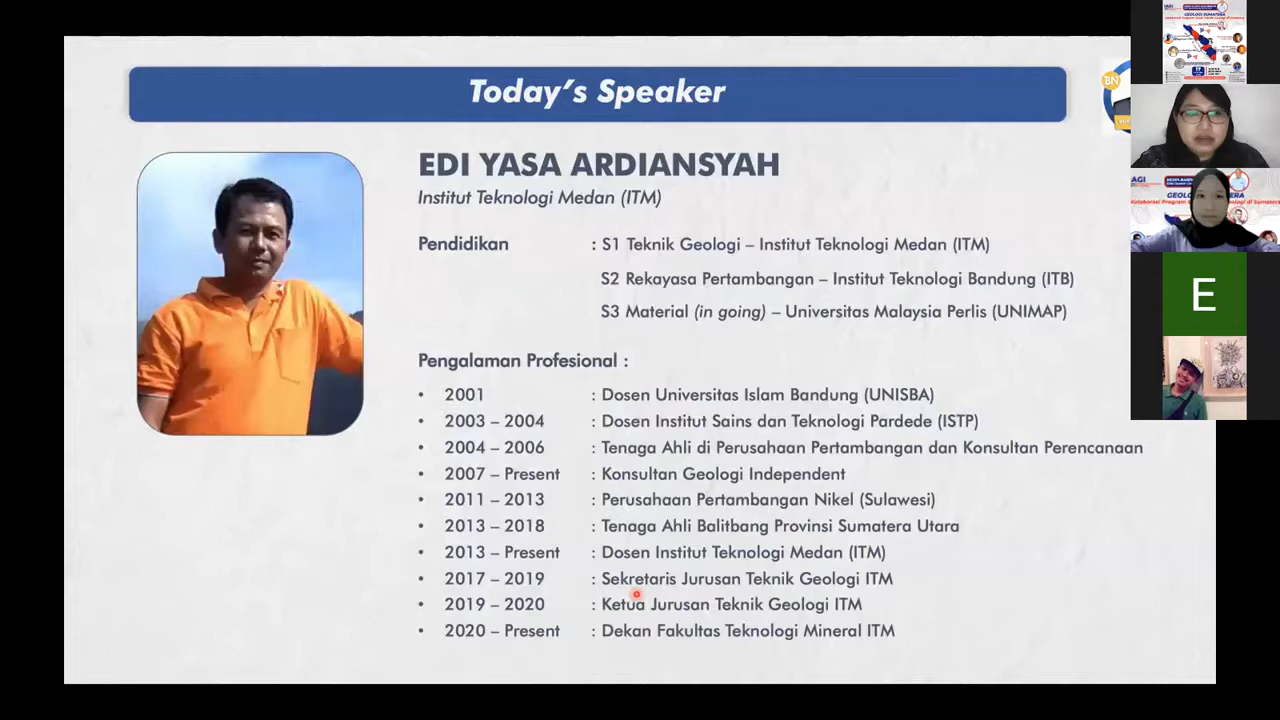 Today's Speaker
BN
EDI YASA ARDIANSYAH
Institut Teknologi Medan (ITM)
Pendidikan : S1 Teknik Geologi – Institut Teknologi Medan (ITM)
S2 Rekayasa Pertambangan – Institut Teknologi Bandung (ITB)
S3 Material (in going) – Universitas Malaysia Perlis (UNIMAP)
Pengalaman Profesional :
• 2001 : Dosen Universitas Islam Bandung (UNISBA)
• 2003 – 2004 : Dosen Institut Sains dan Teknologi Pardede (ISTP)
• 2004 – 2006 : Tenaga Ahli di Perusahaan Pertambangan dan Konsultan Perencanaan
• 2007 – Present : Konsultan Geologi Independent
• 2011 – 2013 : Perusahaan Pertambangan Nikel (Sulawesi)
• 2013 – 2018 : Tenaga Ahli Balitbang Provinsi Sumatera Utara
• 2013 – Present : Dosen Institut Teknologi Medan (ITM)
• 2017 – 2019 : Sekretaris Jurusan Teknik Geologi ITM
• 2019 – 2020 : Ketua Jurusan Teknik Geologi ITM
• 2020 – Present : Dekan Fakultas Teknologi Mineral ITM
GEOLOGI SUMATERA
E